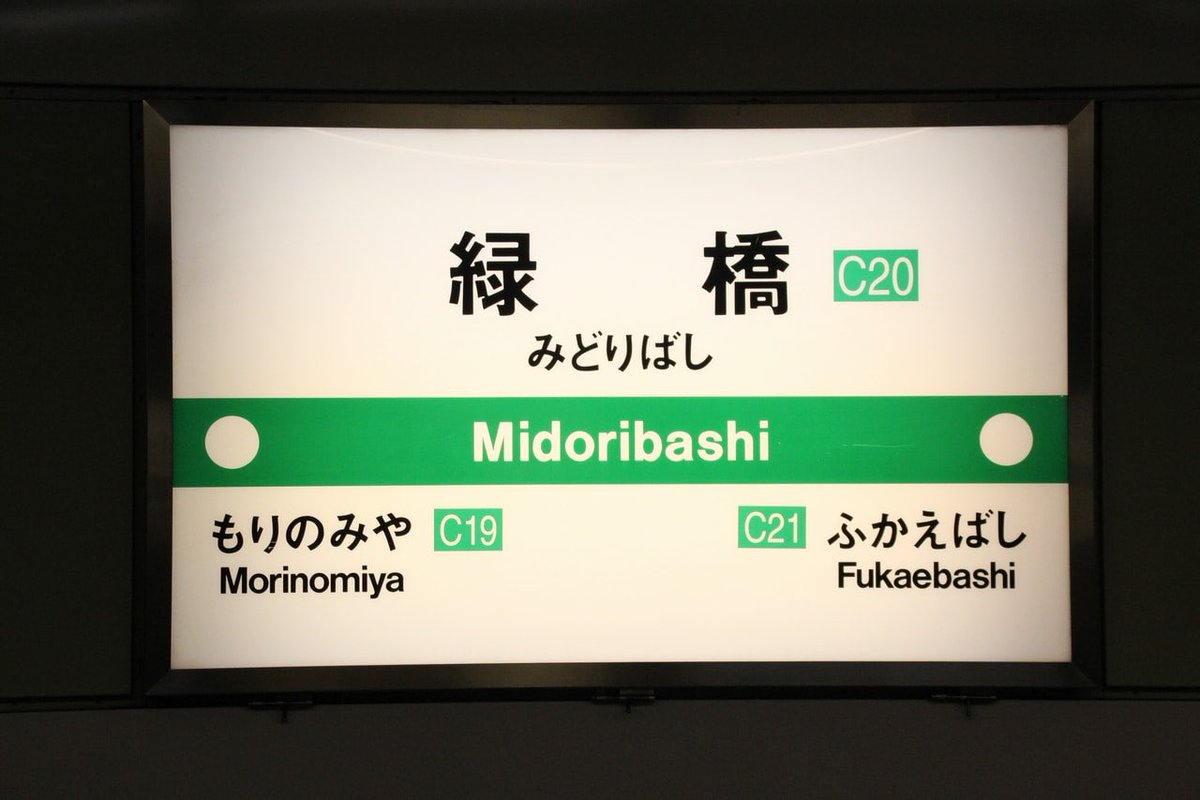 緑橋 C20
みどりばし
Midoribashi
もりのみや C19 C21 ふかえばし
Morinomiya Fukaebashi